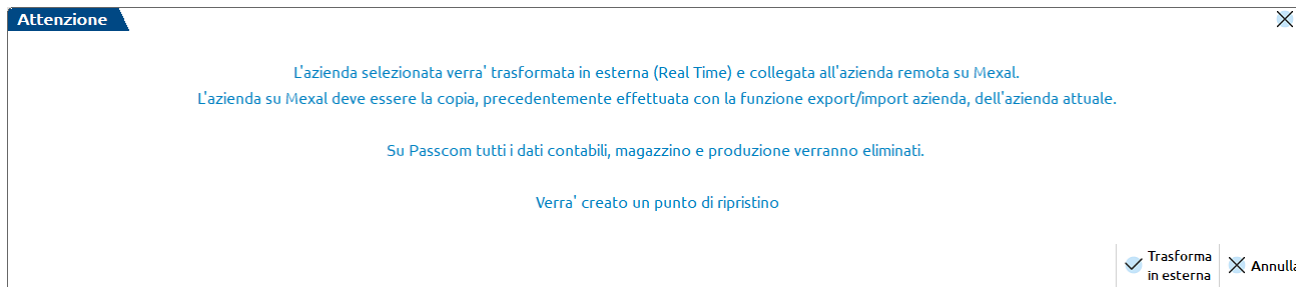 Attenzione
L'azienda selezionata verra' trasformata in esterna (Real Time) e collegata all'azienda remota su Mexal.
L'azienda su Mexal deve essere la copia, precedentemente effettuata con la funzione export/import azienda, dell'azienda attuale.
Su Passcom tutti i dati contabili, magazzino e produzione verranno eliminati.
Verra' creato un punto di ripristino
Trasforma
in esterna
Annulla